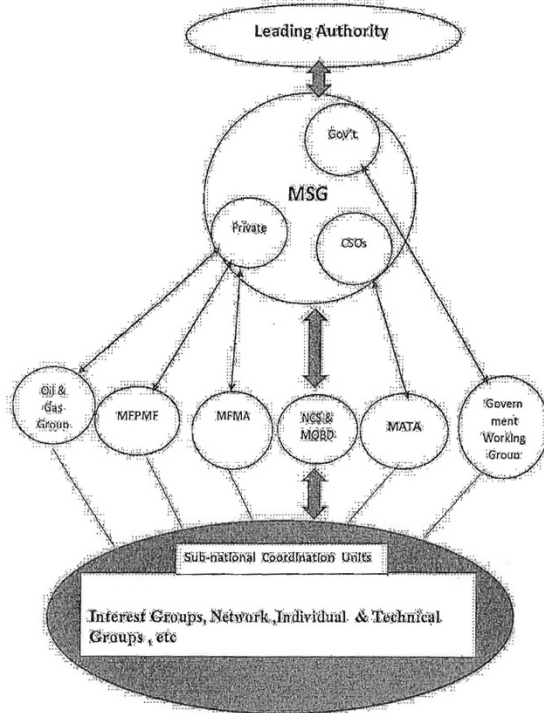 Leading Authority
Gov't
MSG
Private
CSOs
Oil &
Gas
Group
MFPMF
MFMA
NCS &
MOBD
MATA
Govern
ment
Working
Group
Sub-national Coordination Units
Interest Groups, Network ,Individual & Technical
Groups , etc